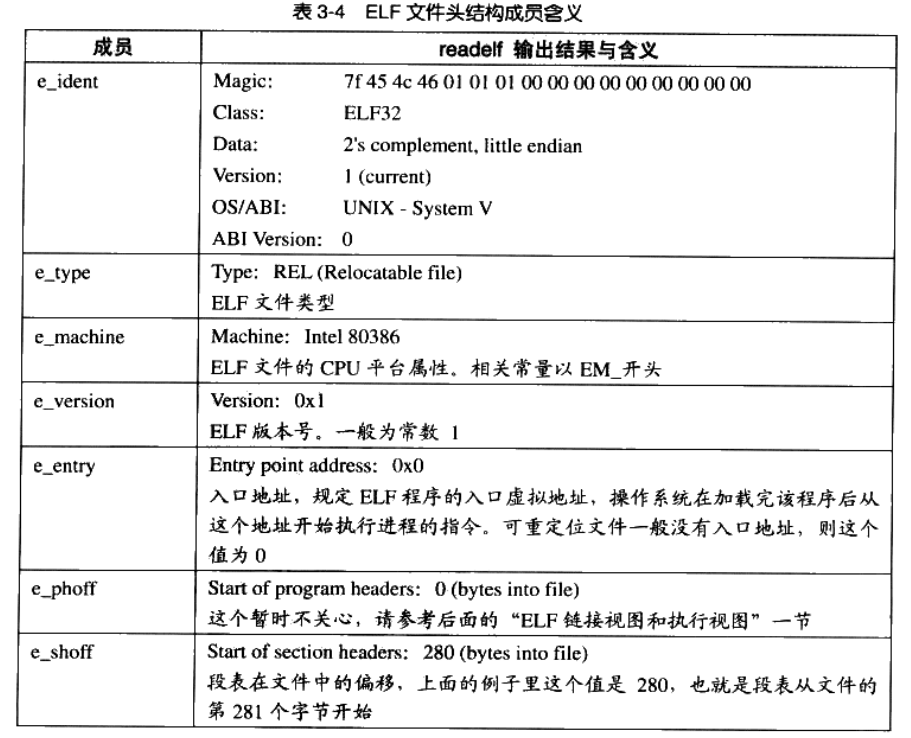 表 3-4 ELF 文件头结构成员含义
成员 readelf 输出结果与含义
e_ident Magic: 7f 45 4c 46 01 01 01 00 00 00 00 00 00 00 00 00
Class: ELF32
Data: 2's complement, little endian
Version: 1 (current)
OS/ABI: UNIX - System V
ABI Version: 0
e_type Type: REL (Relocatable file)
ELF 文件类型
e_machine Machine: Intel 80386
ELF 文件的 CPU 平台属性。相关常量以 EM_开头
e_version Version: 0x1
ELF 版本号。一般为常数 1
e_entry Entry point address: 0x0
入口地址，规定 ELF 程序的入口虚拟地址，操作系统在加载完该程序后从
这个地址开始执行进程的指令。可重定位文件一般没有入口地址，则这个
值为 0
e_phoff Start of program headers: 0 (bytes into file)
这个暂时不关心，请参考后面的“ELF 链接视图和执行视图”一节
e_shoff Start of section headers: 280 (bytes into file)
段表在文件中的偏移，上面的例子里这个值是 280，也就是段表从文件的
第 281 个字节开始